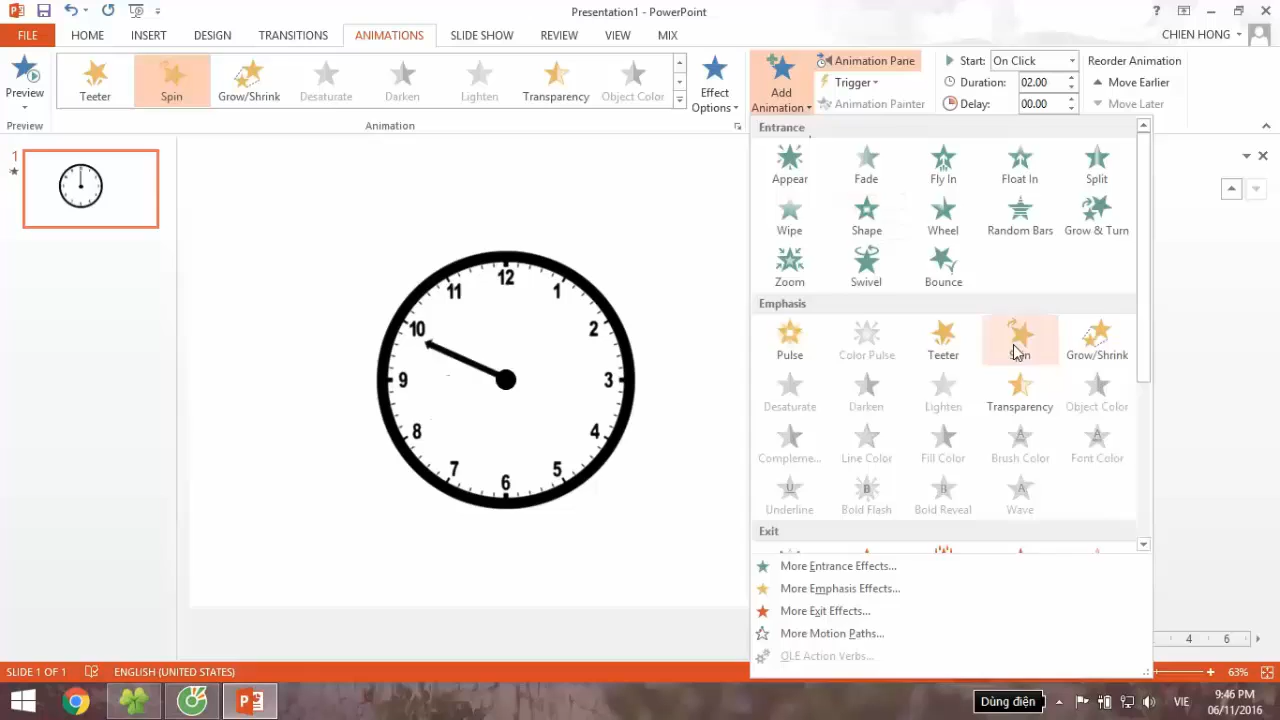 Presentation1 - PowerPoint
?
FILE
HOME
INSERT
DESIGN
TRANSITIONS
ANIMATIONS
SLIDE SHOW
REVIEW
VIEW
MIX
CHIEN HONG
Preview
Teeter
Spin
Grow/Shrink
Desaturate
Darken
Lighten
Transparency
Object Color
Effect
Options
Add
Animation
Animation Pane
Trigger
Animation Painter
Start: On Click
Duration: 02.00
Delay: 00.00
Reorder Animation
Move Earlier
Move Later
Preview
Animation
1
12
1
2
3
4
5
6
7
8
9
10
11
Entrance
Appear Fade Fly In Float In Split
Wipe Shape Wheel Random Bars Grow & Turn
Zoom Swivel Bounce
Emphasis
Pulse Color Pulse Teeter Spin Grow/Shrink
Desaturate Darken Lighten Transparency Object Color
Compleme... Line Color Fill Color Brush Color Font Color
Underline Bold Flash Bold Reveal Wave
Exit
More Entrance Effects...
More Emphasis Effects...
More Exit Effects...
More Motion Paths...
OLE Action Verbs...
4 6
SLIDE 1 OF 1
ENGLISH (UNITED STATES)
63%
Dùng điện
VIE
9:46 PM
06/11/2016